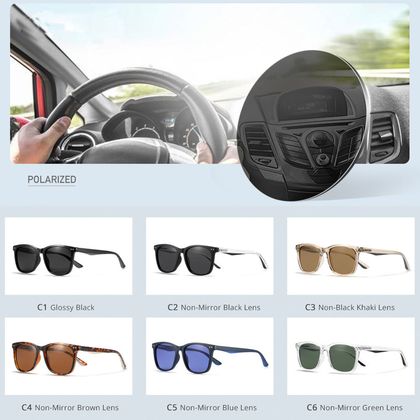 POLARIZED
C1 Glossy Black
C2 Non-Mirror Black Lens
C3 Non-Black Khaki Lens
C4 Non-Mirror Brown Lens
C5 Non-Mirror Blue Lens
C6 Non-Mirror Green Lens